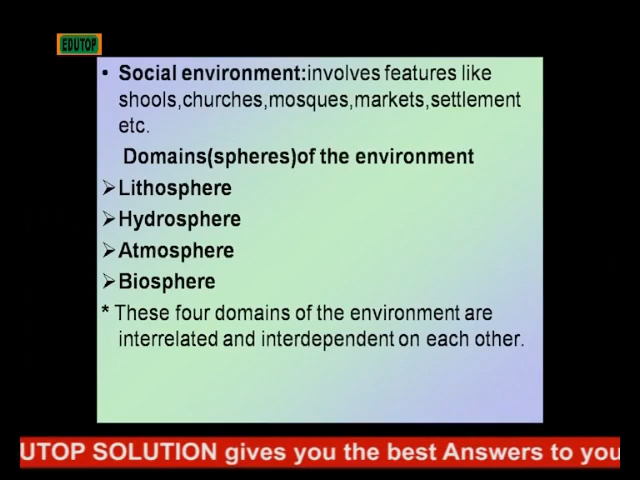 EDUTOP
• Social environment:involves features like
shools,churches,mosques,markets,settlement
etc.
Domains(spheres)of the environment
➢Lithosphere
➢Hydrosphere
➢Atmosphere
➢Biosphere
* These four domains of the environment are
interrelated and interdependent on each other.
UTOP SOLUTION gives you the best Answers to you